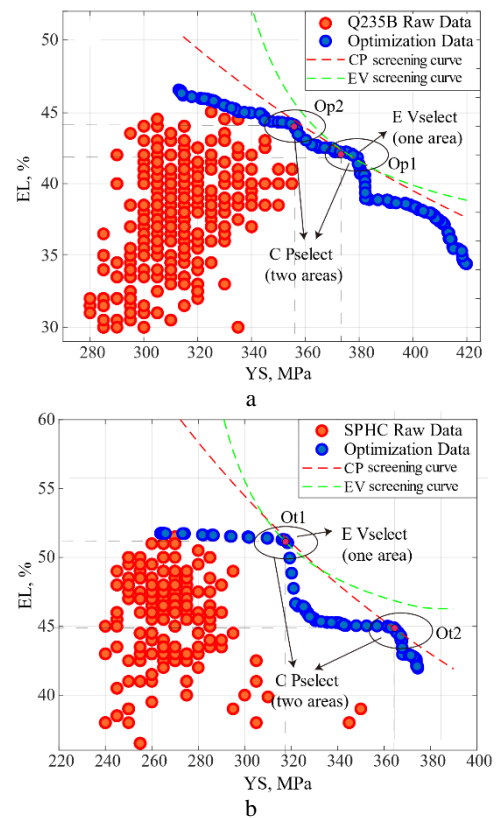 50
45
40
35
30
EL, %
Q235B Raw Data
Optimization Data
CP screening curve
EV screening curve
Op2
E Vselect
(one area)
Op1
C Pselect
(two areas)
280 300 320 340 360 380 400 420
YS, MPa
a
60
55
50
45
40
EL, %
SPHC Raw Data
Optimization Data
CP screening curve
EV screening curve
Ot1
E Vselect
(one area)
Ot2
C Pselect
(two areas)
220 240 260 280 300 320 340 360 380 400
YS, MPa
b